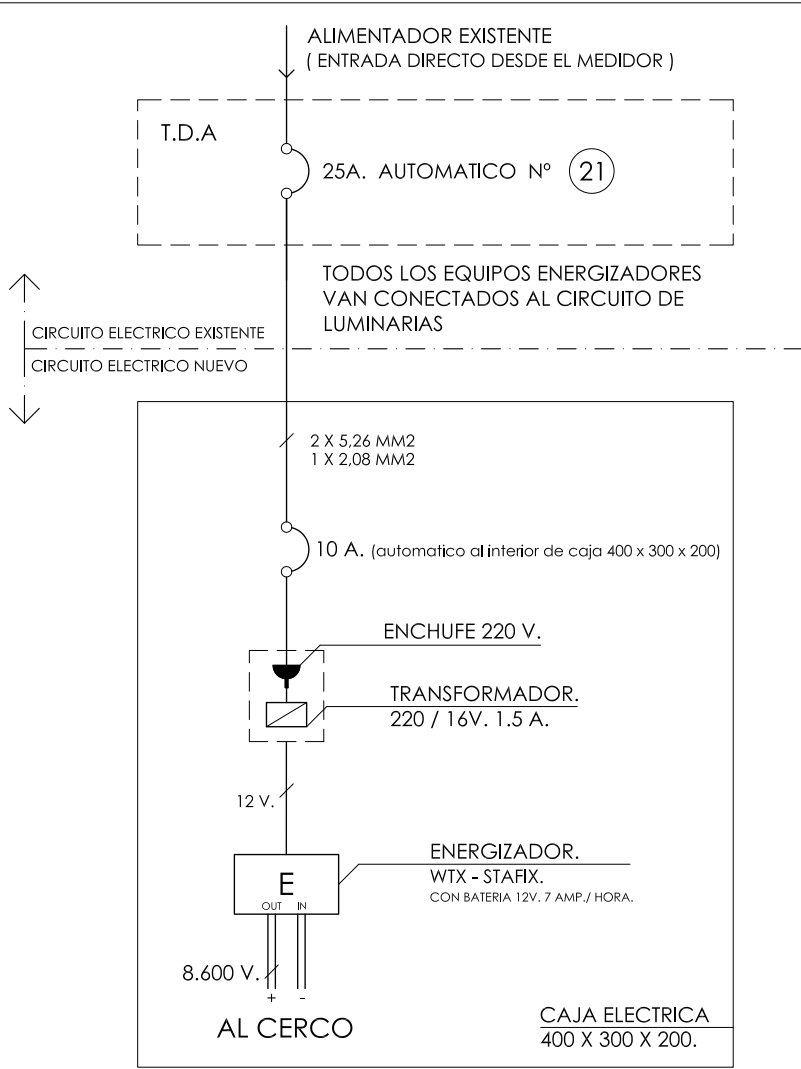 ALIMENTADOR EXISTENTE
( ENTRADA DIRECTO DESDE EL MEDIDOR )
T.D.A
25A. AUTOMATICO Nº 21
TODOS LOS EQUIPOS ENERGIZADORES
VAN CONECTADOS AL CIRCUITO DE
LUMINARIAS
CIRCUITO ELECTRICO EXISTENTE
CIRCUITO ELECTRICO NUEVO
2 X 5,26 MM2
1 X 2,08 MM2
10 A. (automatico al interior de caja 400 x 300 x 200)
ENCHUFE 220 V.
TRANSFORMADOR.
220 / 16V. 1.5 A.
12 V.
ENERGIZADOR.
WTX - STAFIX.
CON BATERIA 12V. 7 AMP./ HORA.
E
OUT IN
8.600 V.
+ -
AL CERCO
CAJA ELECTRICA
400 X 300 X 200.